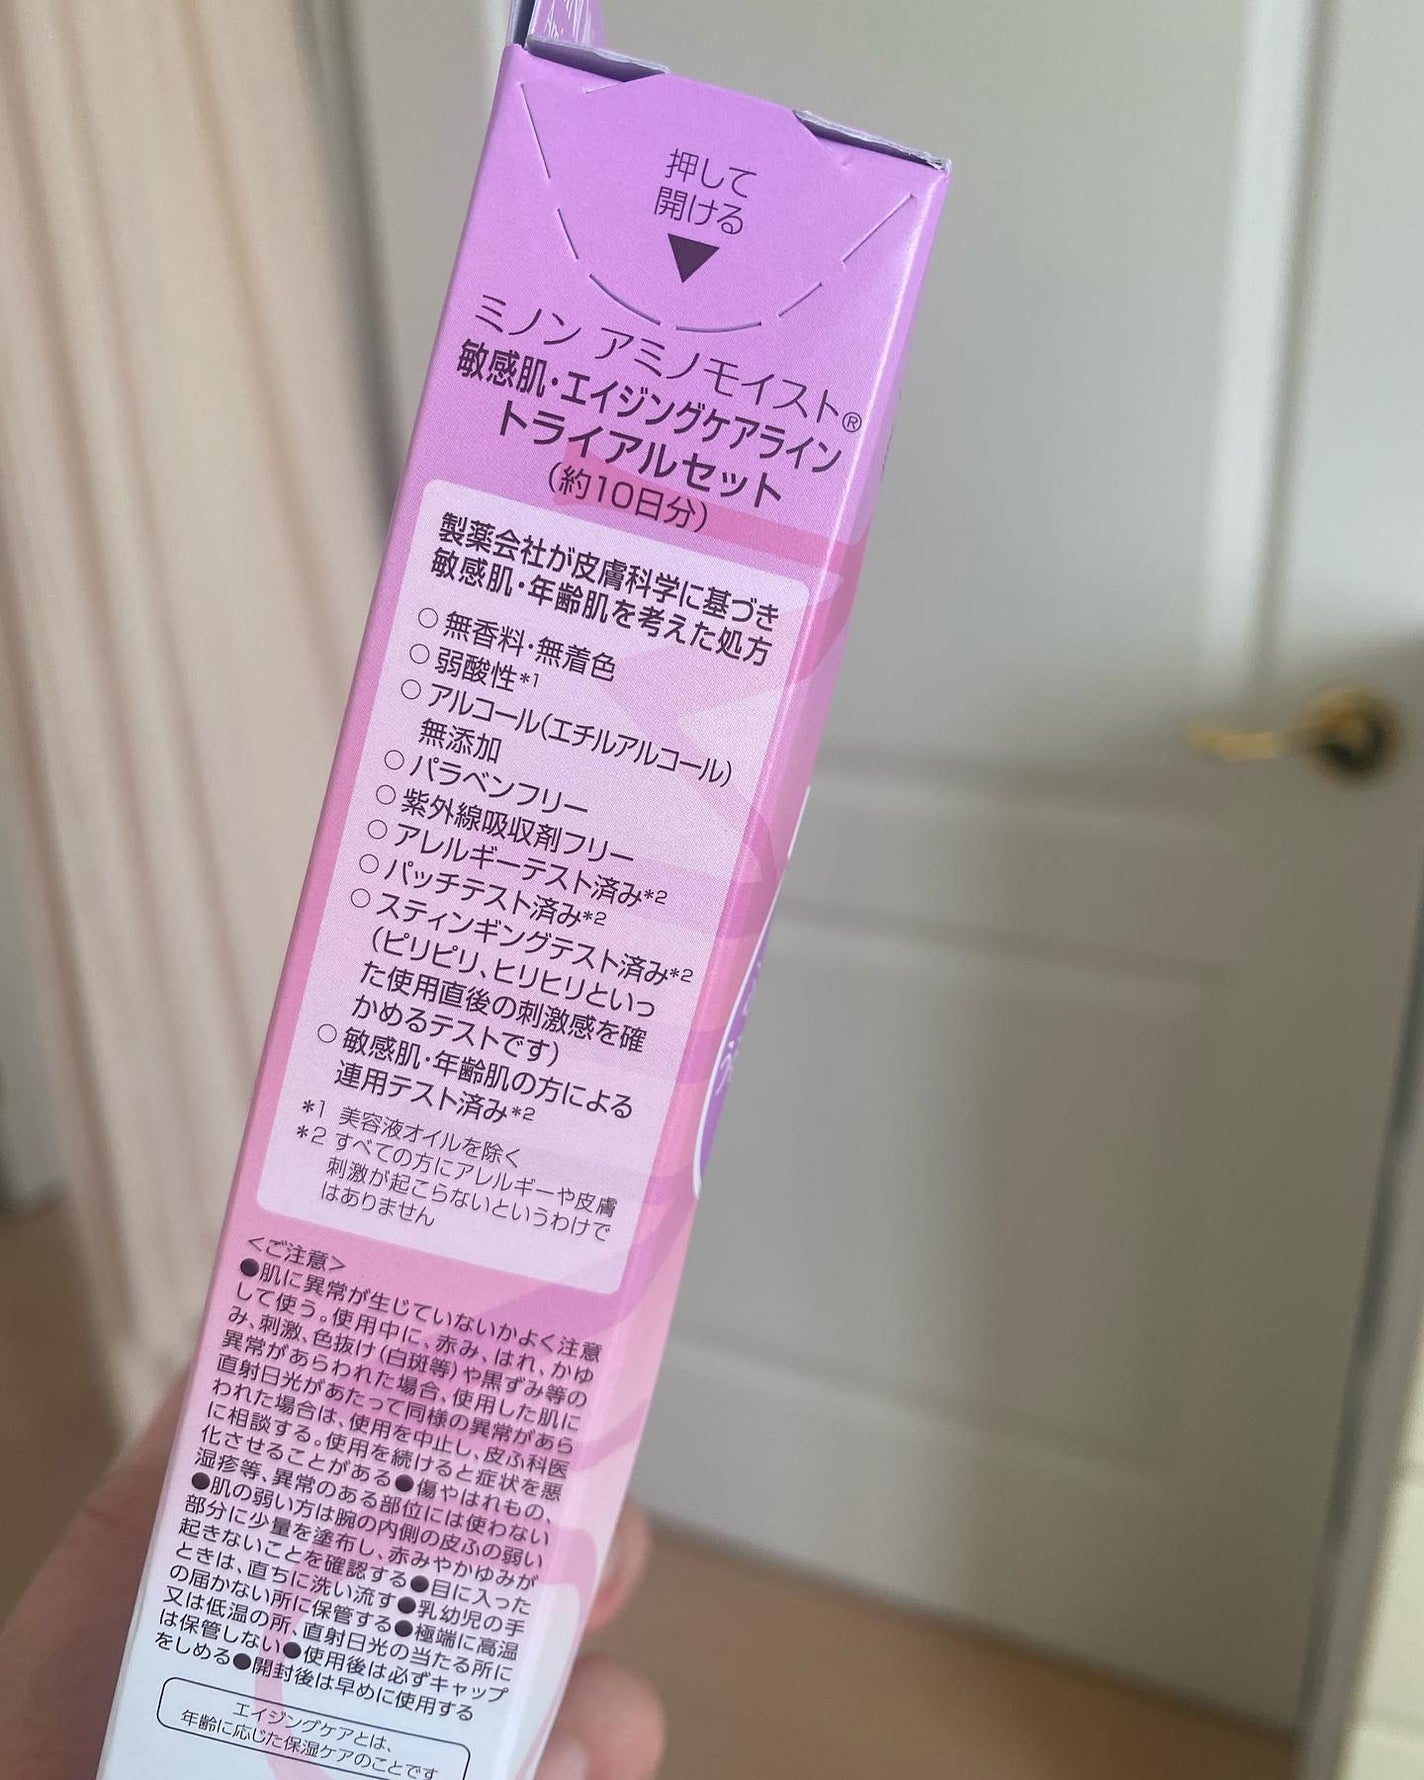 押して
開ける
▼
ミノン アミノモイスト®
敏感肌・エイジングケアライン
トライアルセット
（約10日分）
製薬会社が皮膚科学に基づき
敏感肌・年齢肌を考えた処方
○ 無香料・無着色
○ 弱酸性*1
○ アルコール（エチルアルコール）
無添加
○ パラベンフリー
○ 紫外線吸収剤フリー
○ アレルギーテスト済み*2
○ パッチテスト済み*2
○ スティンギングテスト済み*2
（ピリピリ、ヒリヒリといっ
た使用直後の刺激感を確
かめるテストです）
○ 敏感肌・年齢肌の方による
連用テスト済み*2
*1 美容液オイルを除く
*2 すべての方にアレルギーや皮膚
刺激が起こらないというわけで
はありません
＜ご注意＞
●肌に異常が生じていないかよく注意
して使う。使用中に、赤み、はれ、かゆ
み、刺激、色抜け（白斑等）や黒ずみ等の
異常があらわれた場合、使用した肌に
直射日光があたって同様の異常があら
われた場合は、使用を中止し、皮ふ科医
に相談する。使用を続けると症状を悪
化させることがある●傷やはれもの、
湿疹等、異常のある部位には使わない
●肌の弱い方は腕の内側の皮ふの弱い
部分に少量を塗布し、赤みやかゆみが
起きないことを確認する●目に入った
ときは、直ちに洗い流す●乳幼児の手
の届かない所に保管する●極端に高温
又は低温の所、直射日光の当たる所に
は保管しない●使用後は必ずキャップ
をしめる●開封後は早めに使用する
エイジングケアとは、
年齢に応じた保湿ケアのことです